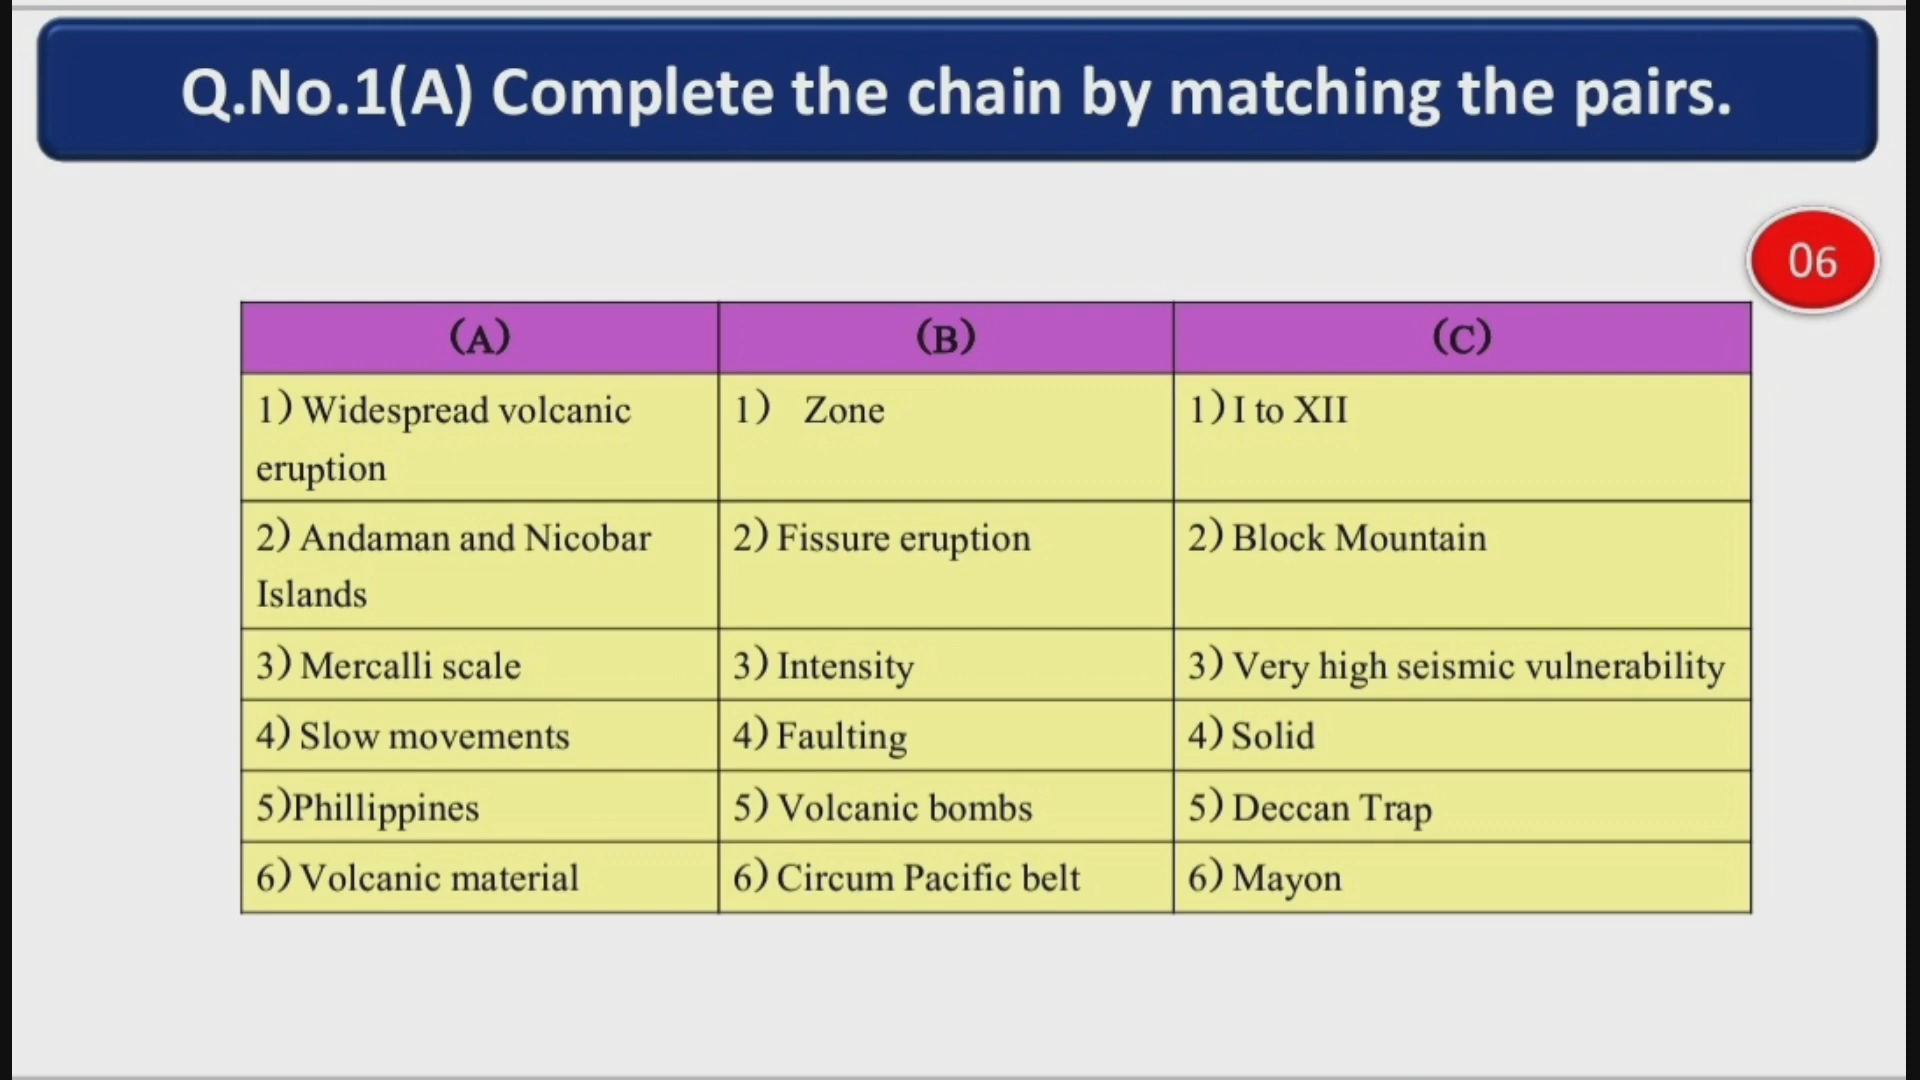 Q.No.1(A) Complete the chain by matching the pairs.
06
(A) (B) (C)
1) Widespread volcanic 1) Zone 1) I to XII
eruption
2) Andaman and Nicobar 2) Fissure eruption 2) Block Mountain
Islands
3) Mercalli scale 3) Intensity 3) Very high seismic vulnerability
4) Slow movements 4) Faulting 4) Solid
5)Phillippines 5) Volcanic bombs 5) Deccan Trap
6) Volcanic material 6) Circum Pacific belt 6) Mayon